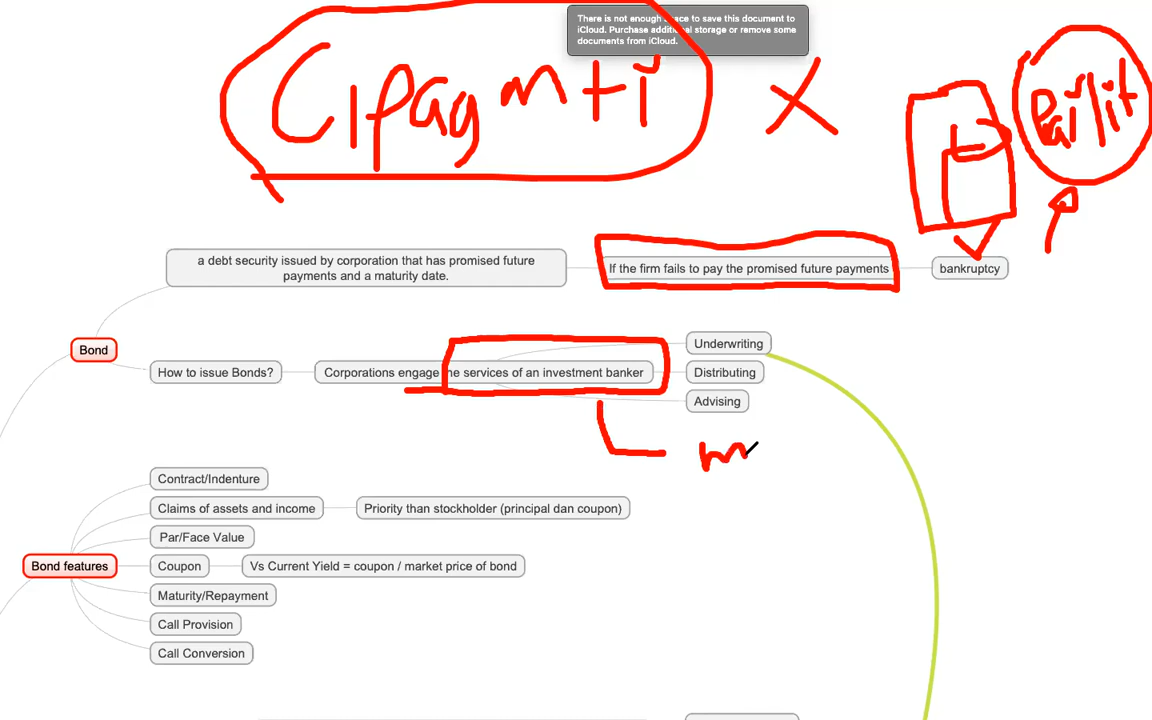 There is not enough space to save this document to
iCloud. Purchase additional storage or remove some
documents from iCloud.
Pailit
a debt security issued by corporation that has promised future
payments and a maturity date.
If the firm fails to pay the promised future payments
bankruptcy
Bond
How to issue Bonds?
Corporations engage the services of an investment banker
Underwriting
Distributing
Advising
Bond features
Contract/Indenture
Claims of assets and income
Priority than stockholder (principal dan coupon)
Par/Face Value
Coupon
Vs Current Yield = coupon / market price of bond
Maturity/Repayment
Call Provision
Call Conversion